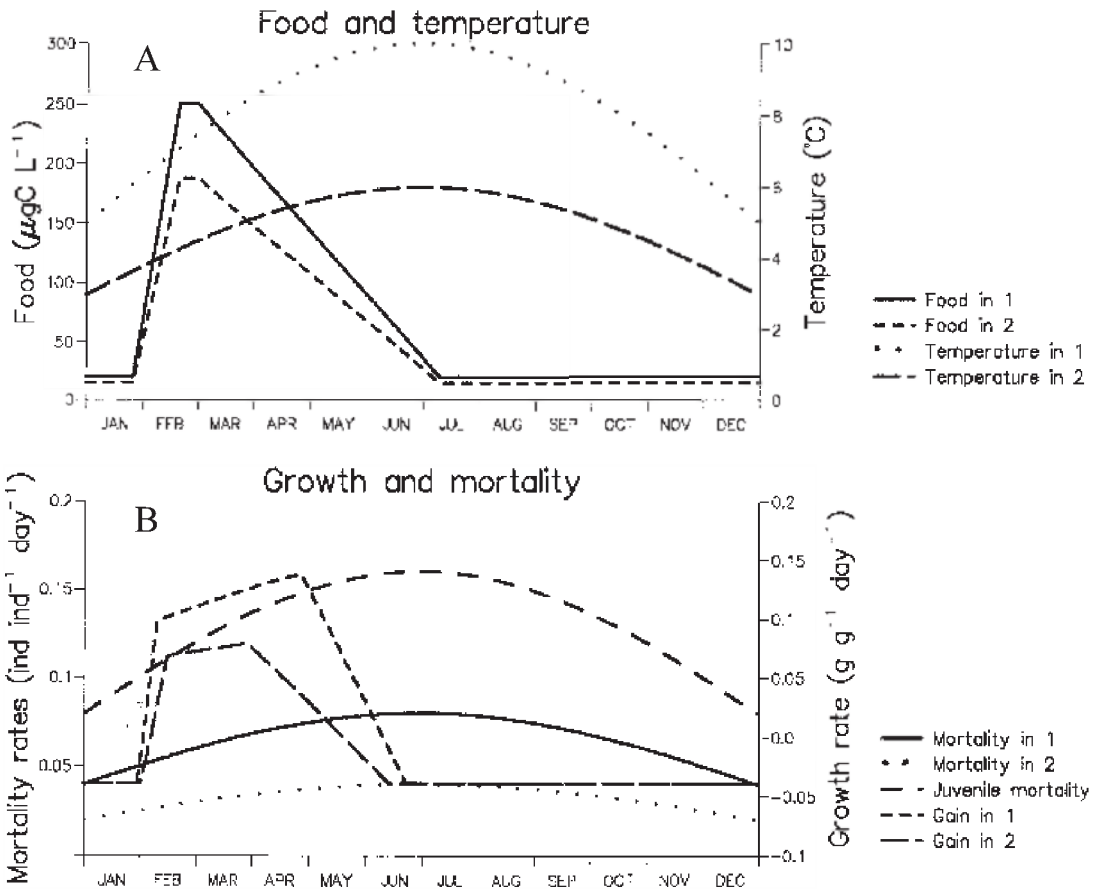 Food and temperature
A
Food (µgC L⁻¹)
300
250
200
150
100
50
0
Temperature (°C)
10
8
6
4
2
0
JAN FEB MAR APR MAY JUN JUL AUG SEP OCT NOV DEC
Food in 1
Food in 2
Temperature in 1
Temperature in 2
Growth and mortality
B
Mortality rates (ind ind⁻¹ day⁻¹)
0.2
0.15
0.1
0.05
Growth rate (g g⁻¹ day⁻¹)
0.2
0.15
0.1
0.05
0.0
-0.05
-0.1
JAN FEB MAR APR MAY JUN JUL AUG SEP OCT NOV DEC
Mortality in 1
Mortality in 2
Juvenile mortality
Gain in 1
Gain in 2